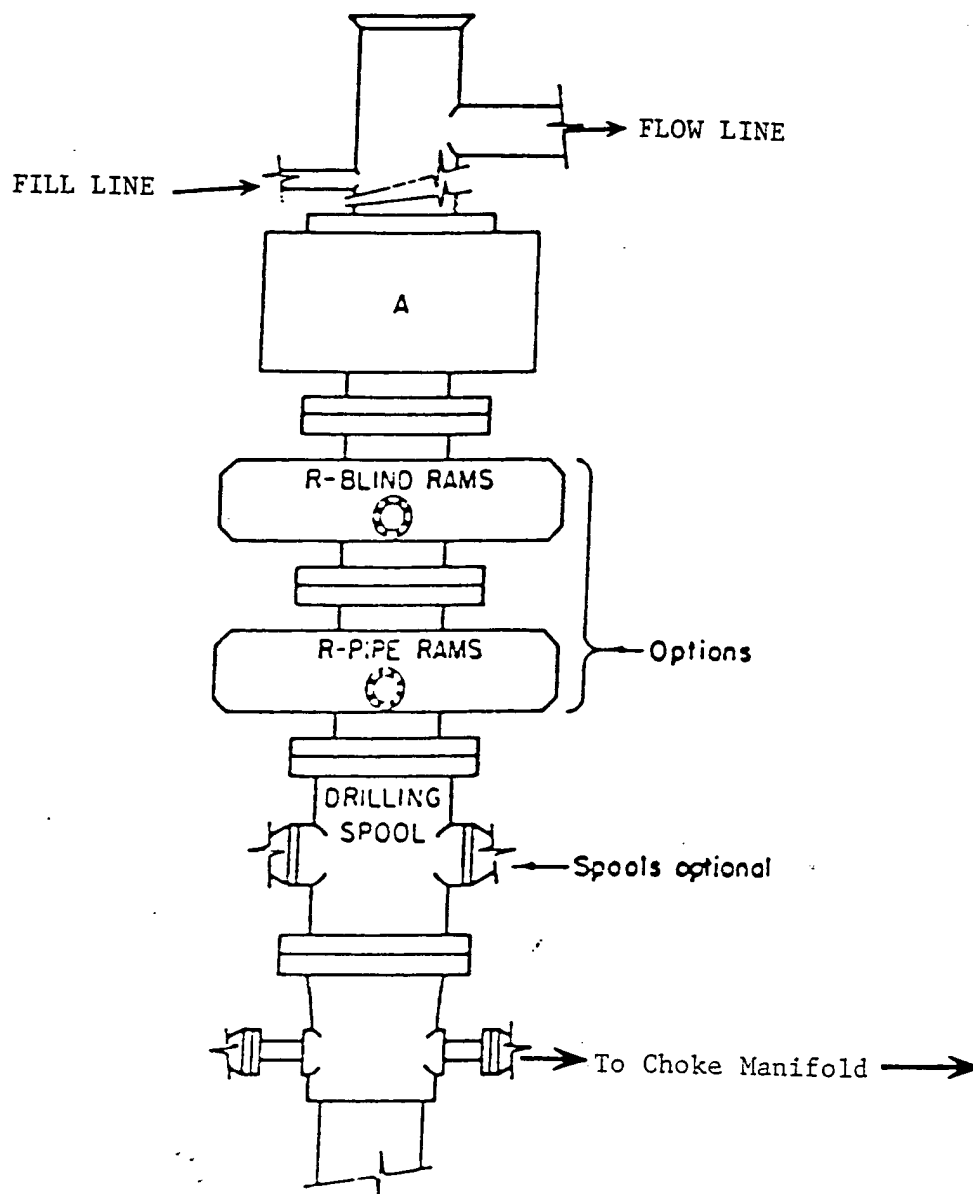 FLOW LINE
FILL LINE
A
R-BLIND RAMS
R-PIPE RAMS
Options
DRILLING
SPOOL
Spools optional
To Choke Manifold